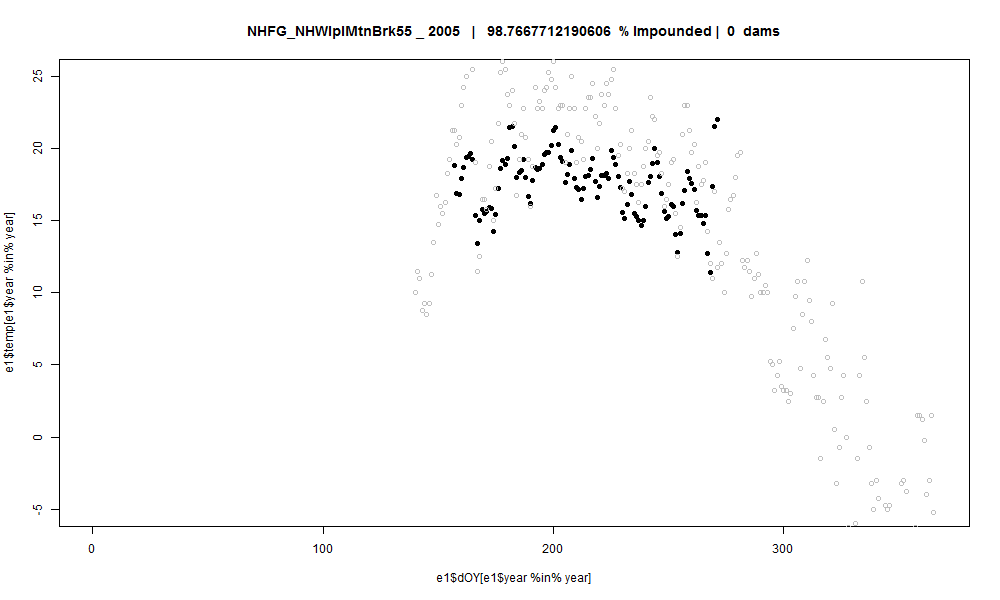 NHFG_NHWlplMtnBrk55 _ 2005 | 98.7667712190606 % Impounded | 0 dams
25
20
15
10
5
0
-5
e1$temp[e1$year %in% year]
0 100 200 300
e1$dOY[e1$year %in% year]